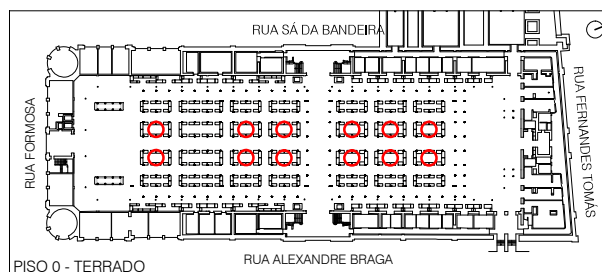 RUA SÁ DA BANDEIRA
RUA FORMOSA
RUA FERNANDES TOMÁS
RUA ALEXANDRE BRAGA
PISO 0 - TERRADO